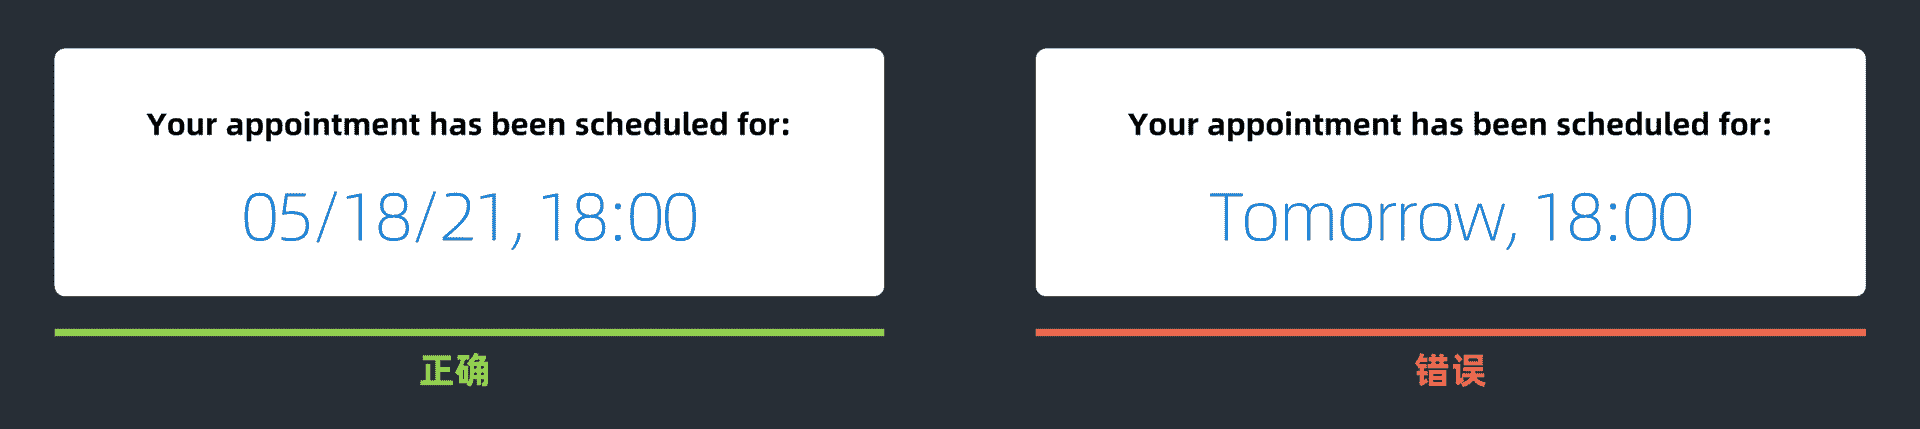 Your appointment has been scheduled for:
05/18/21, 18:00
正确
Your appointment has been scheduled for:
Tomorrow, 18:00
错误